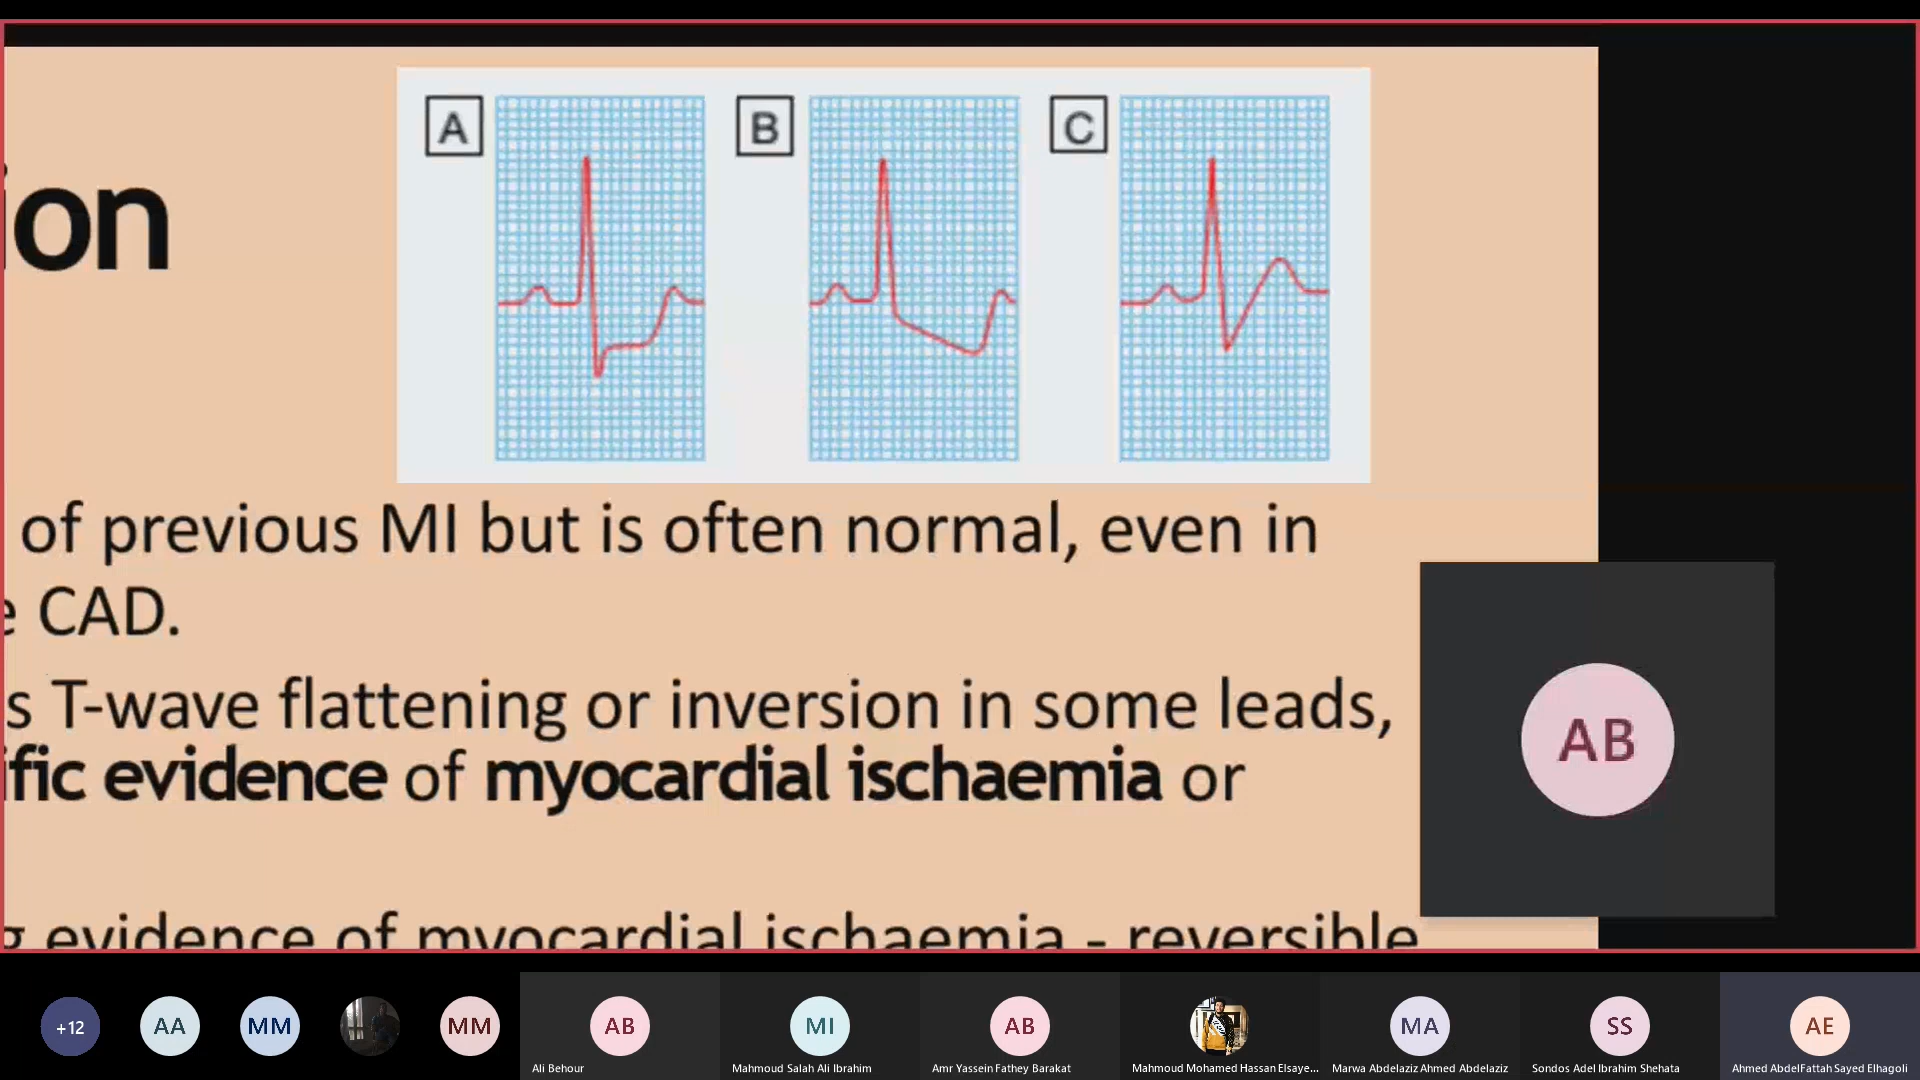 A
B
C
ion
of previous MI but is often normal, even in
CAD.
s T-wave flattening or inversion in some leads,
fic evidence of myocardial ischaemia or
evidence of myocardial ischaemia - reversible
AB
+12
AA
MM
MM
AB
MI
AB
MA
SS
AE
Ali Behour
Mahmoud Salah Ali Ibrahim
Amr Yassein Fathey Barakat
Mahmoud Mohamed Hassan Elsaye...
Marwa Abdelaziz Ahmed Abdelaziz
Sondos Adel Ibrahim Shehata
Ahmed AbdelFattah Sayed Elhagoli